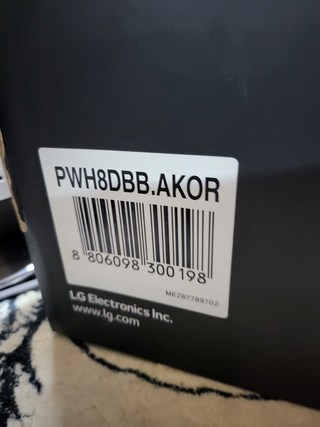 PWH8DBB.AKOR
8 806098 300198
MEZ67789702
LG Electronics Inc.
www.lg.com